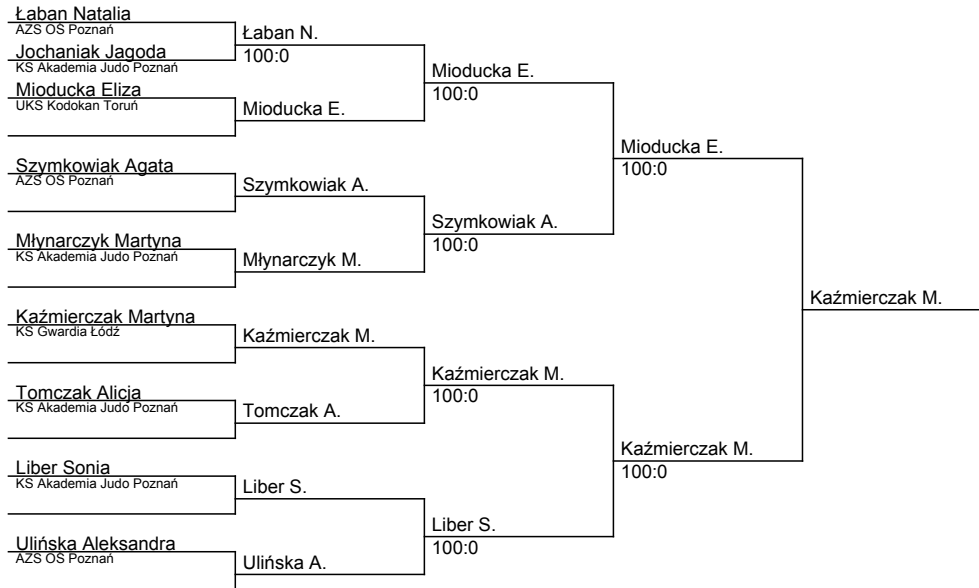 Łaban Natalia
AZS OŚ Poznań
Jochaniak Jagoda
KS Akademia Judo Poznań
Mioducka Eliza
UKS Kodokan Toruń
Szymkowiak Agata
AZS OŚ Poznań
Młynarczyk Martyna
KS Akademia Judo Poznań
Kaźmierczak Martyna
KS Gwardia Łódź
Tomczak Alicja
KS Akademia Judo Poznań
Liber Sonia
KS Akademia Judo Poznań
Ulińska Aleksandra
AZS OŚ Poznań
Łaban N.
100:0
Mioducka E.
Szymkowiak A.
Młynarczyk M.
Kaźmierczak M.
Tomczak A.
Liber S.
Ulińska A.
Mioducka E.
100:0
Szymkowiak A.
100:0
Kaźmierczak M.
100:0
Liber S.
100:0
Mioducka E.
100:0
Kaźmierczak M.
100:0
Kaźmierczak M.